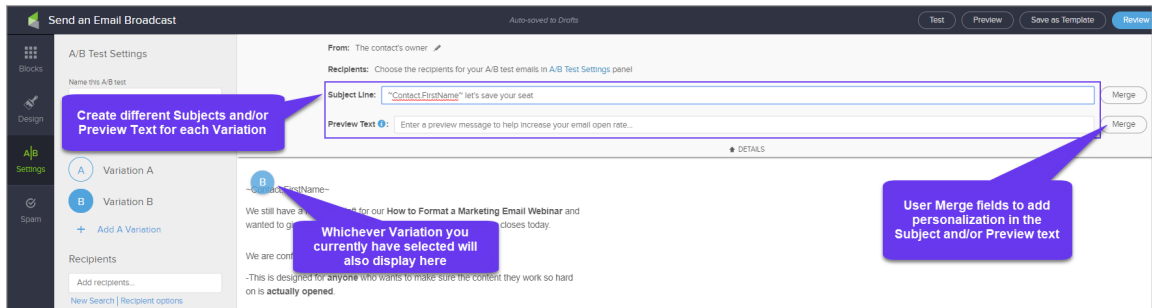 Send an Email Broadcast
Auto-saved to Drafts
Test
Preview
Save as Template
Review
Blocks
Design
A|B
Settings
Spam
A/B Test Settings
Name this A/B test
Create different Subjects and/or
Preview Text for each Variation
A
Variation A
B
Variation B
+ Add A Variation
Recipients
Add recipients...
New Search | Recipient options
From: The contact's owner
Recipients: Choose the recipients for your A/B test emails in A/B Test Settings panel
Subject Line: ~Contact.FirstName~ let's save your seat
Merge
Preview Text : Enter a preview message to help increase your email open rate...
Merge
DETAILS
B
FirstName~
We still have a for our How to Format a Marketing Email Webinar and
wanted to closes today.
Whichever Variation you
currently have selected will
also display here
We are
-This is designed for anyone who wants to make sure the content they work so hard
on is actually opened.
User Merge fields to add
personalization in the
Subject and/or Preview text